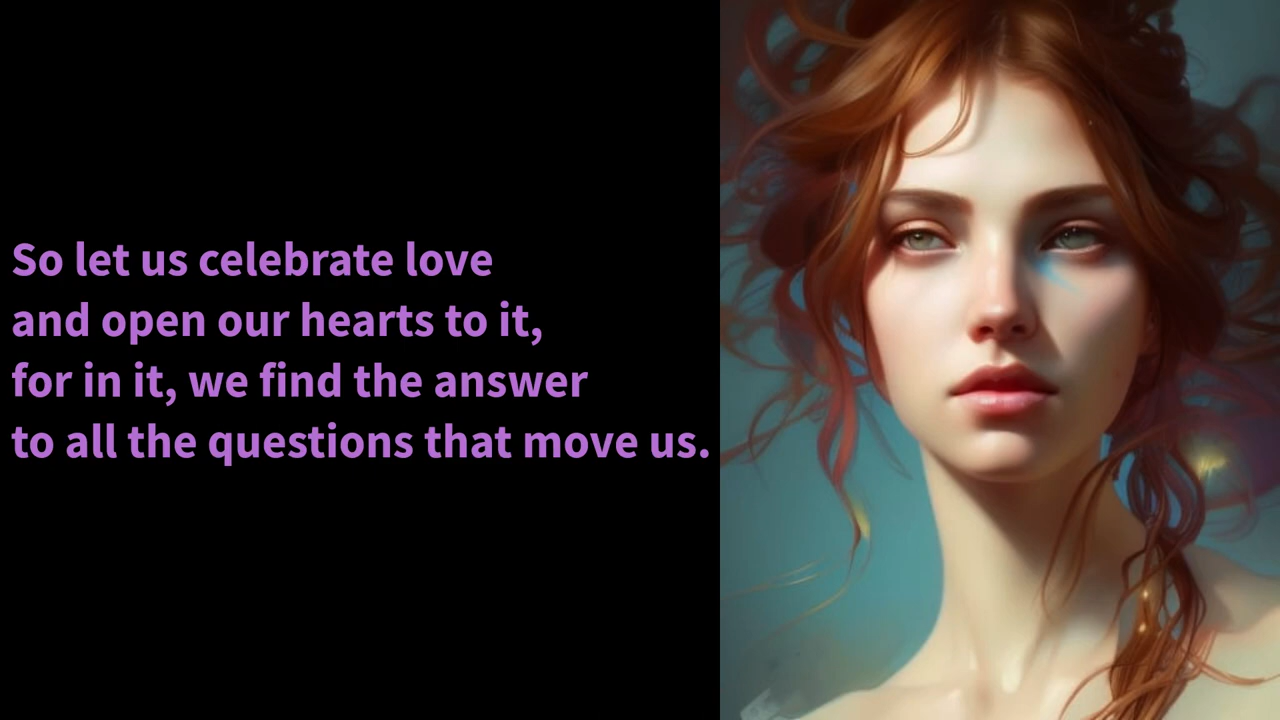 So let us celebrate love
and open our hearts to it,
for in it, we find the answer
to all the questions that move us.